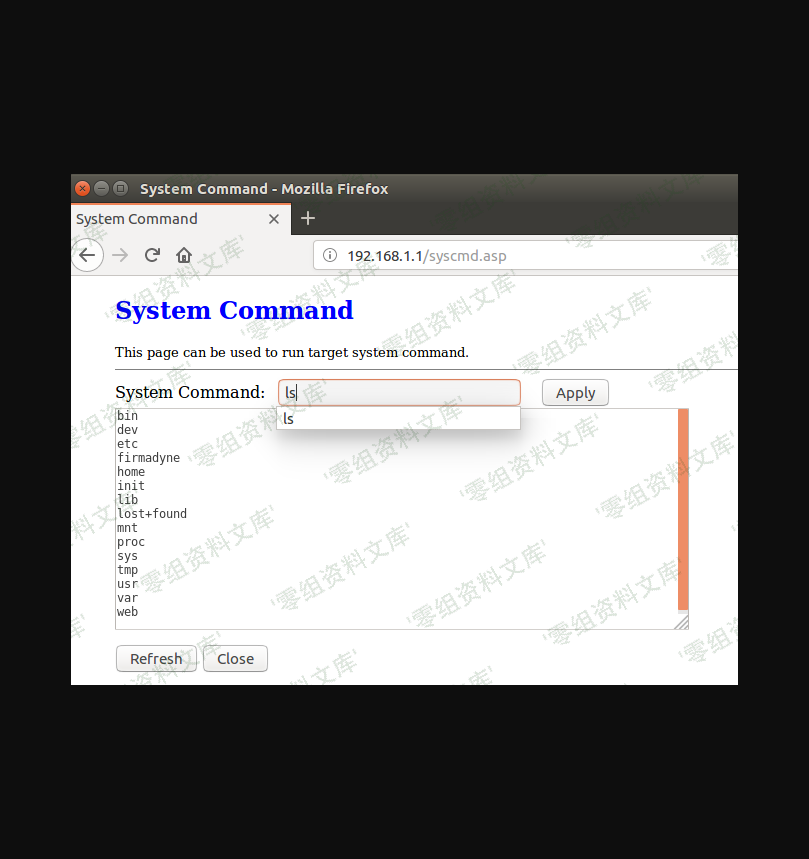 System Command - Mozilla Firefox
System Command
192.168.1.1/syscmd.asp
System Command
This page can be used to run target system command.
System Command: ls Apply
ls
bin
dev
etc
firmadyne
home
init
lib
lost+found
mnt
proc
sys
tmp
usr
var
web
Refresh Close
'零组资料文库'